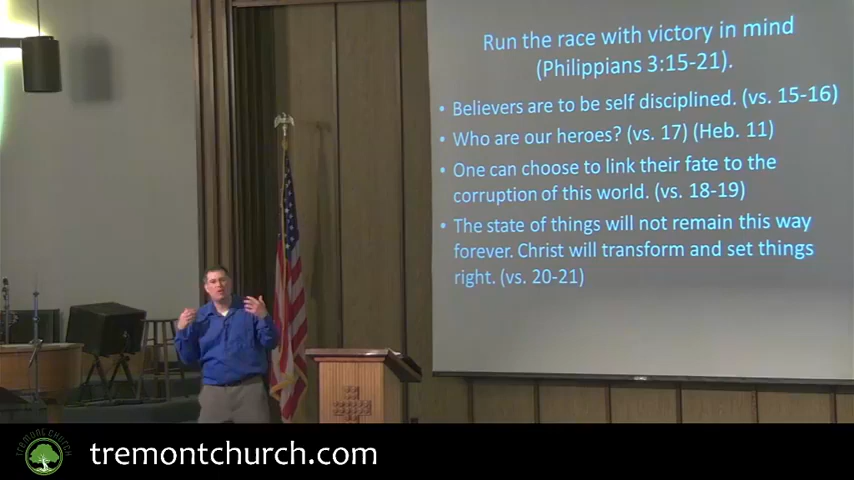 Run the race with victory in mind
(Philippians 3:15-21).
• Believers are to be self disciplined. (vs. 15-16)
• Who are our heroes? (vs. 17) (Heb. 11)
• One can choose to link their fate to the
corruption of this world. (vs. 18-19)
• The state of things will not remain this way
forever. Christ will transform and set things
right. (vs. 20-21)
TREMONT CHURCH
tremontchurch.com